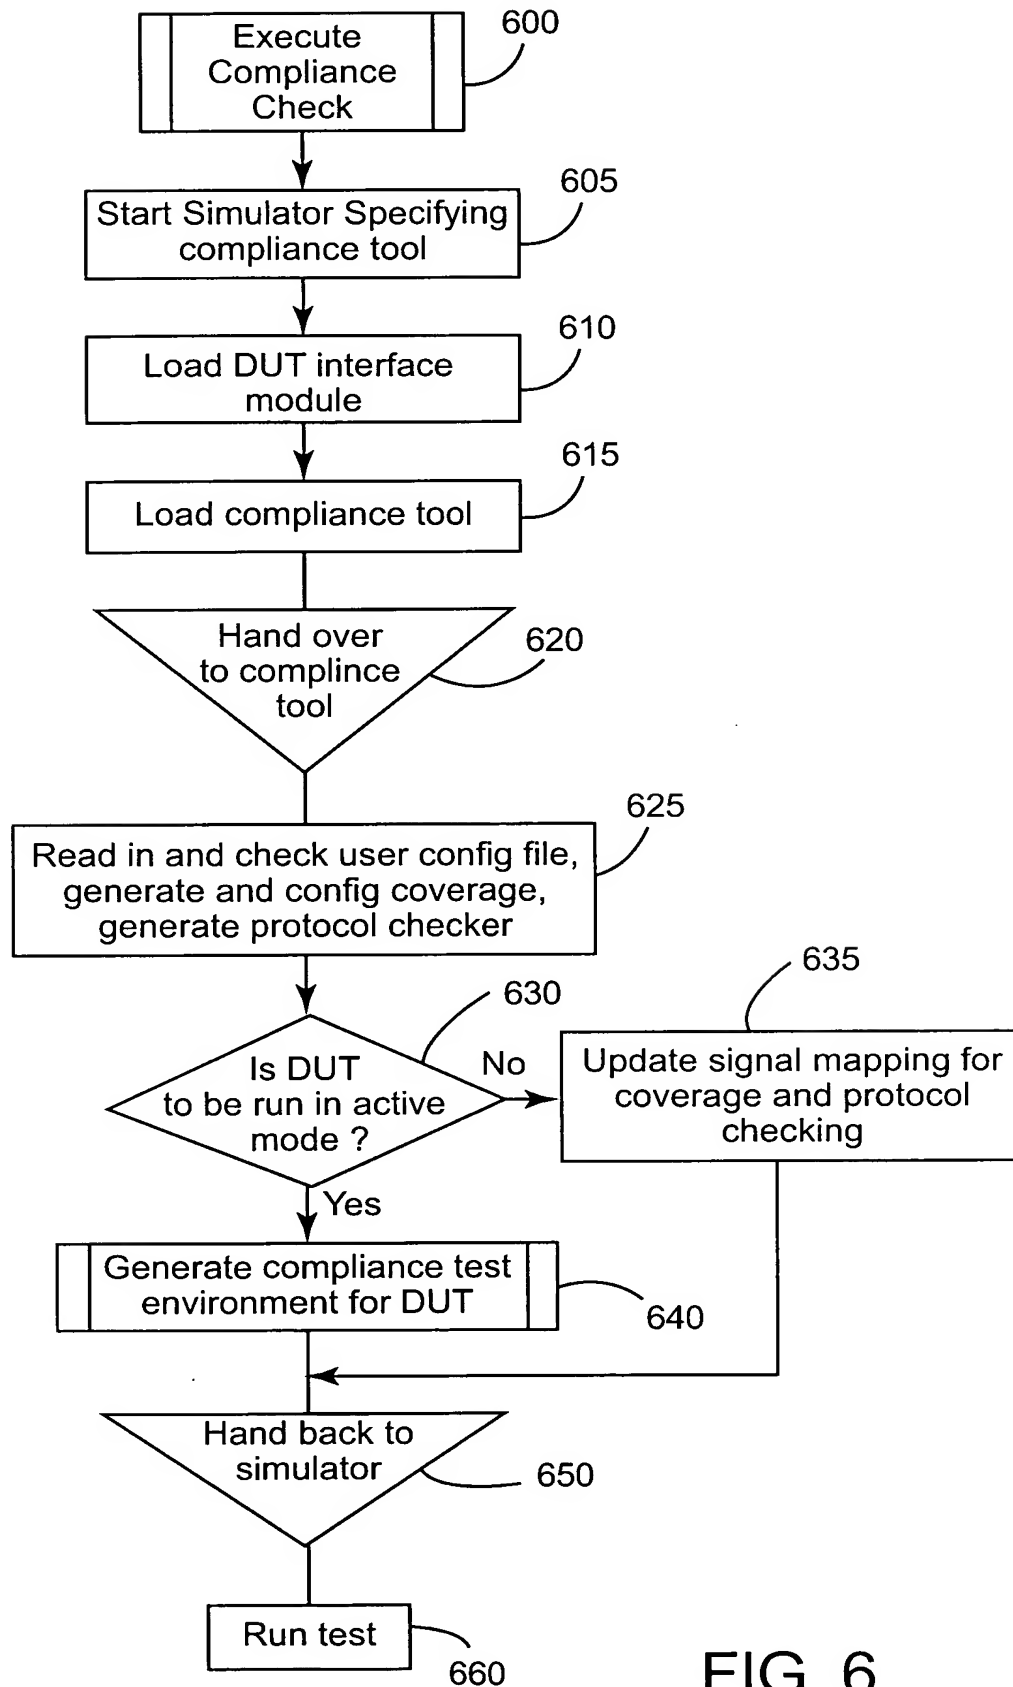 Execute
Compliance
Check
600
Start Simulator Specifying
compliance tool
605
Load DUT interface
module
610
Load compliance tool
615
Hand over
to complince
tool
620
Read in and check user config file,
generate and config coverage,
generate protocol checker
625
Is DUT
to be run in active
mode ?
630
No
Update signal mapping for
coverage and protocol
checking
635
Yes
Generate compliance test
environment for DUT
640
Hand back to
simulator
650
Run test
660
FIG. 6